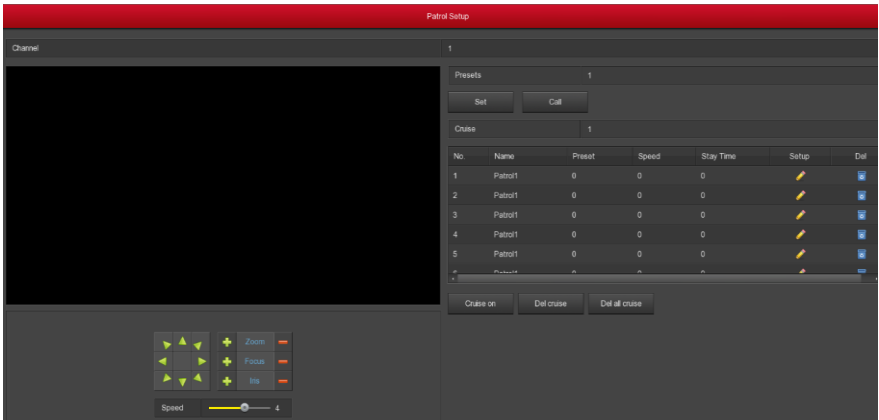 Patrol Setup
Channel 1
Presets 1
Set Call
Cruise 1
No. Name Preset Speed Stay Time Setup Del
1 Patrol1 0 0 0
2 Patrol1 0 0 0
3 Patrol1 0 0 0
4 Patrol1 0 0 0
5 Patrol1 0 0 0
Cruise on Del cruise Del all cruise
Zoom
Focus
Iris
Speed 4